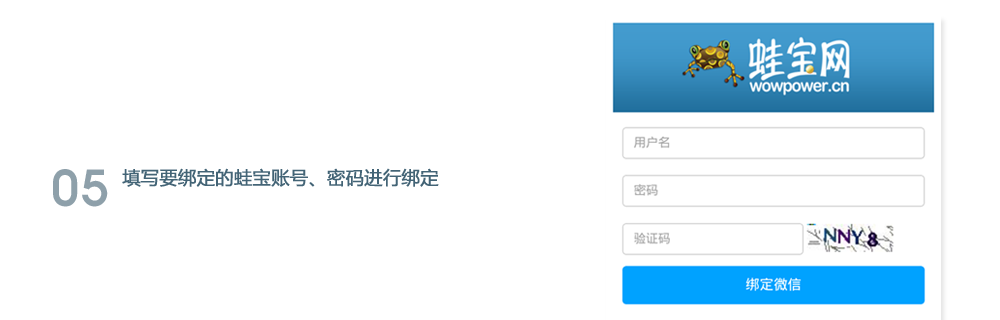 蛙宝网
wowpower.cn
用户名
05 填写要绑定的蛙宝账号、密码进行绑定
密码
验证码 NNY8
绑定微信